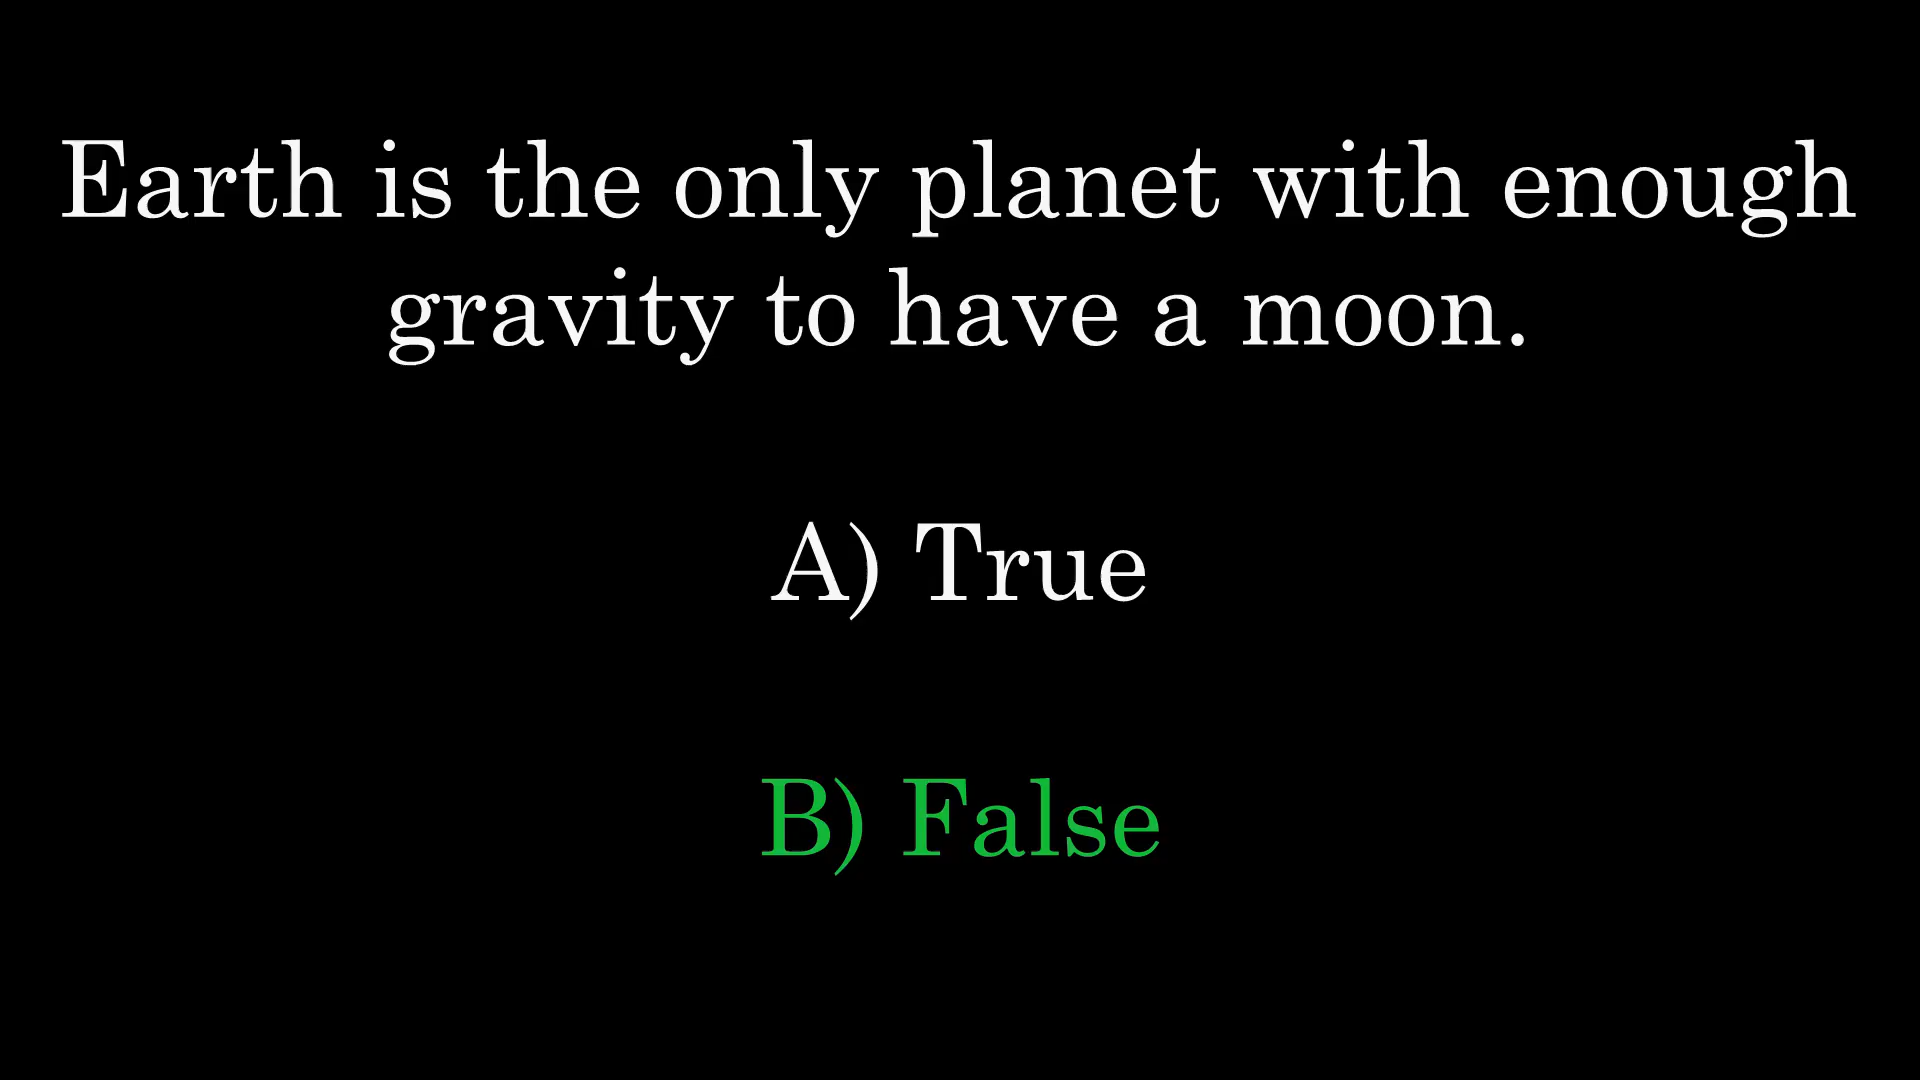 Earth is the only planet with enough
gravity to have a moon.
A) True
B) False